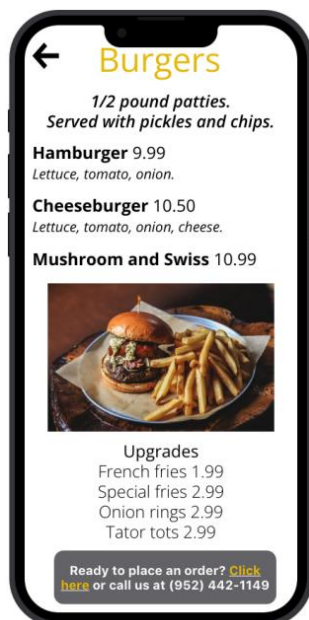 Burgers
1/2 pound patties.
Served with pickles and chips.
Hamburger 9.99
Lettuce, tomato, onion.
Cheeseburger 10.50
Lettuce, tomato, onion, cheese.
Mushroom and Swiss 10.99
Upgrades
French fries 1.99
Special fries 2.99
Onion rings 2.99
Tator tots 2.99
Ready to place an order? Click
here or call us at (952) 442-1149